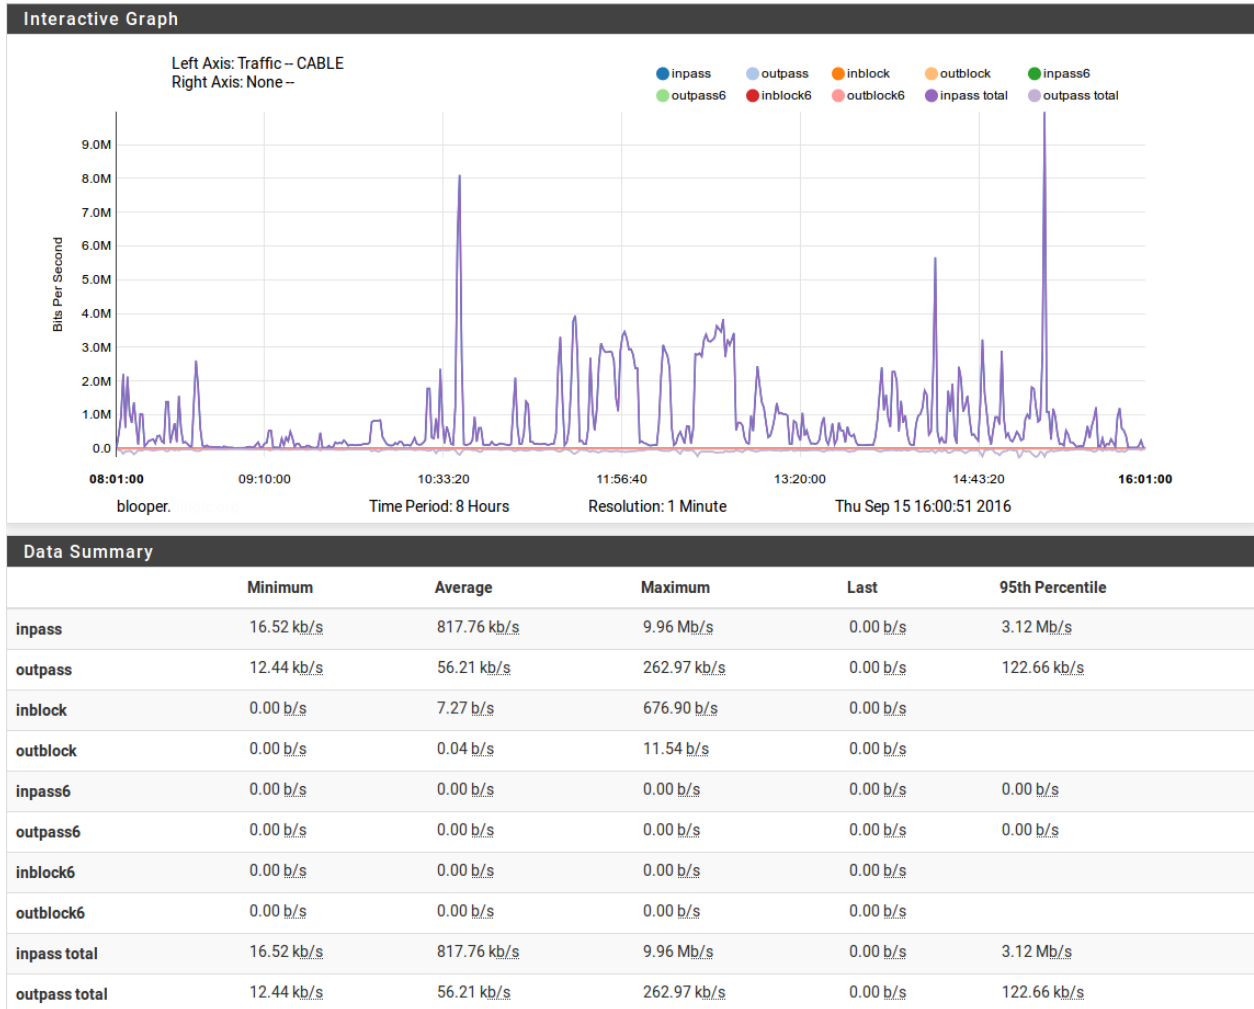 Interactive Graph
Left Axis: Traffic -- CABLE
Right Axis: None --
inpass outpass inblock outblock inpass6
outpass6 inblock6 outblock6 inpass total outpass total
Bits Per Second
9.0M
8.0M
7.0M
6.0M
5.0M
4.0M
3.0M
2.0M
1.0M
0.0
08:01:00 09:10:00 10:33:20 11:56:40 13:20:00 14:43:20 16:01:00
blooper. Time Period: 8 Hours Resolution: 1 Minute Thu Sep 15 16:00:51 2016
Data Summary
Minimum Average Maximum Last 95th Percentile
inpass 16.52 kb/s 817.76 kb/s 9.96 Mb/s 0.00 b/s 3.12 Mb/s
outpass 12.44 kb/s 56.21 kb/s 262.97 kb/s 0.00 b/s 122.66 kb/s
inblock 0.00 b/s 7.27 b/s 676.90 b/s 0.00 b/s
outblock 0.00 b/s 0.04 b/s 11.54 b/s 0.00 b/s
inpass6 0.00 b/s 0.00 b/s 0.00 b/s 0.00 b/s 0.00 b/s
outpass6 0.00 b/s 0.00 b/s 0.00 b/s 0.00 b/s 0.00 b/s
inblock6 0.00 b/s 0.00 b/s 0.00 b/s 0.00 b/s
outblock6 0.00 b/s 0.00 b/s 0.00 b/s 0.00 b/s
inpass total 16.52 kb/s 817.76 kb/s 9.96 Mb/s 0.00 b/s 3.12 Mb/s
outpass total 12.44 kb/s 56.21 kb/s 262.97 kb/s 0.00 b/s 122.66 kb/s